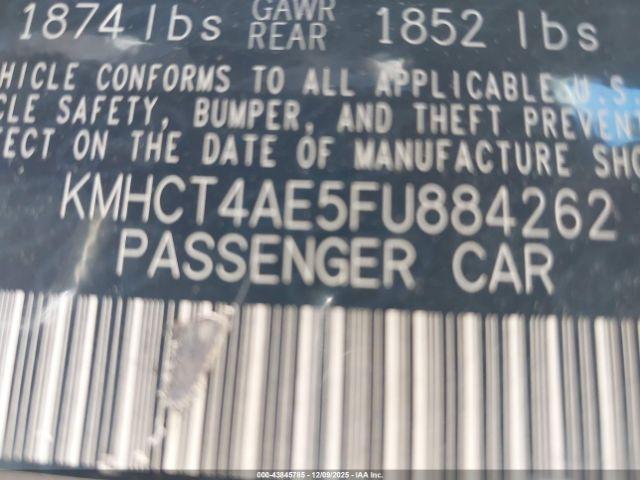 1874 lbs GAWR REAR 1852 lbs
HICLE CONFORMS TO ALL APPLICABLE U.S.
CLE SAFETY, BUMPER, AND THEFT PREVENT
ECT ON THE DATE OF MANUFACTURE SHO
KMHCT4AE5FU884262
PASSENGER CAR
000-43845785 12/09/2025 IAA Inc.